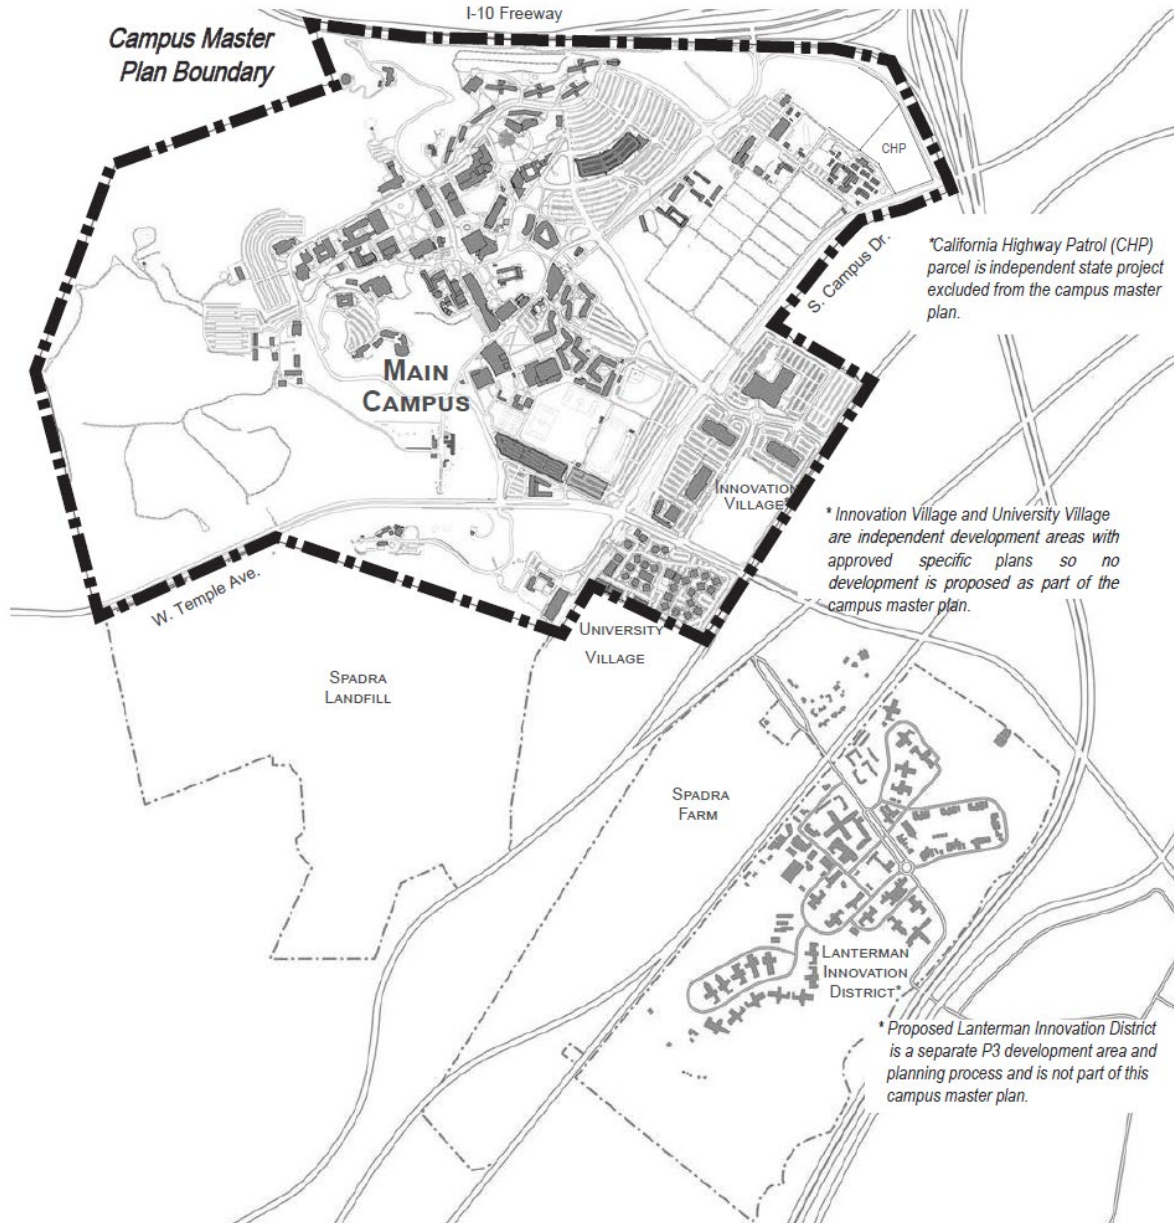 I-10 Freeway
Campus Master
Plan Boundary
CHP
*California Highway Patrol (CHP)
parcel is independent state project
excluded from the campus master
plan.
S. Campus Dr.
MAIN
CAMPUS
INNOVATION
VILLAGE*
* Innovation Village and University Village
are independent development areas with
approved specific plans so no
development is proposed as part of the
campus master plan.
W. Temple Ave.
UNIVERSITY
VILLAGE
SPADRA
LANDFILL
SPADRA
FARM
LANTERMAN
INNOVATION
DISTRICT*
* Proposed Lanterman Innovation District
is a separate P3 development area and
planning process and is not part of this
campus master plan.